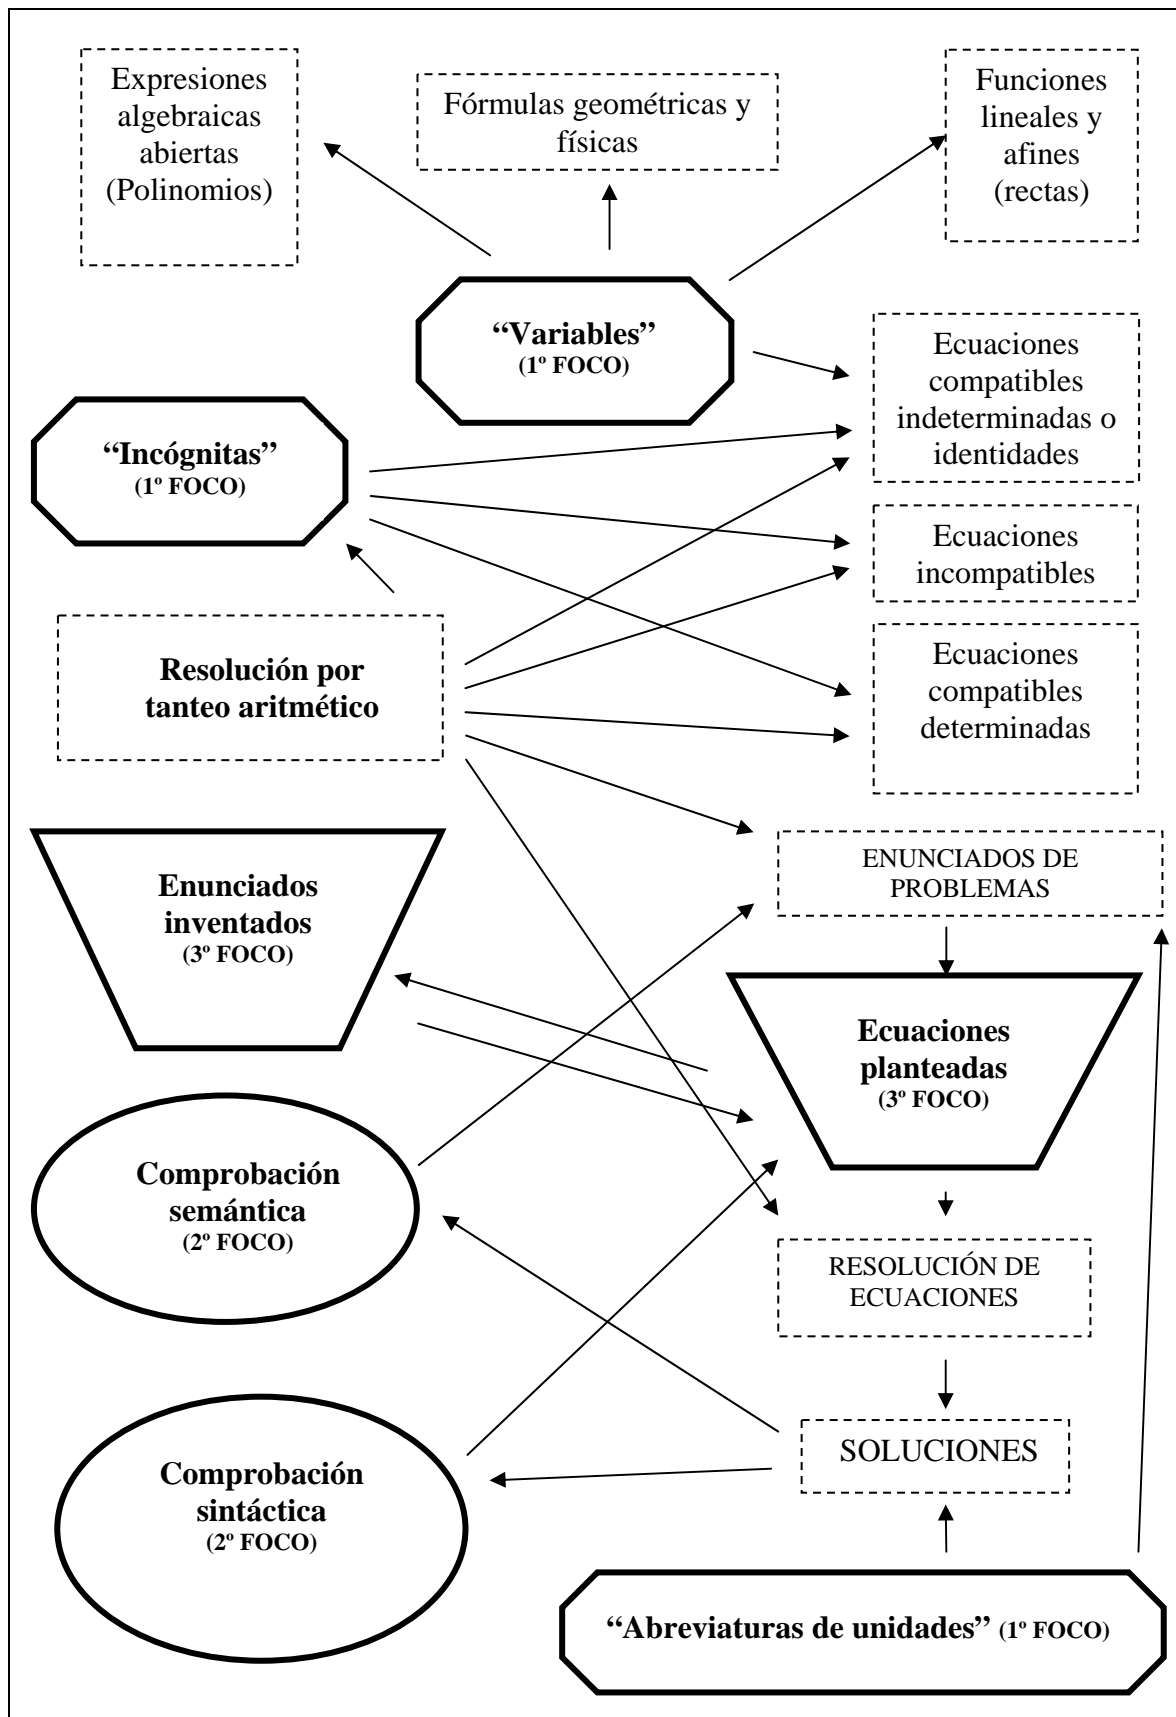 Expresiones
algebraicas
abiertas
(Polinomios)
Fórmulas geométricas y
físicas
Funciones
lineales y
afines
(rectas)
“Variables”
(1º FOCO)
Ecuaciones
compatibles
indeterminadas o
identidades
“Incógnitas”
(1º FOCO)
Ecuaciones
incompatibles
Resolución por
tanteo aritmético
Ecuaciones
compatibles
determinadas
Enunciados
inventados
(3º FOCO)
ENUNCIADOS DE
PROBLEMAS
Ecuaciones
planteadas
(3º FOCO)
Comprobación
semántica
(2º FOCO)
RESOLUCIÓN DE
ECUACIONES
SOLUCIONES
Comprobación
sintáctica
(2º FOCO)
“Abreviaturas de unidades” (1º FOCO)